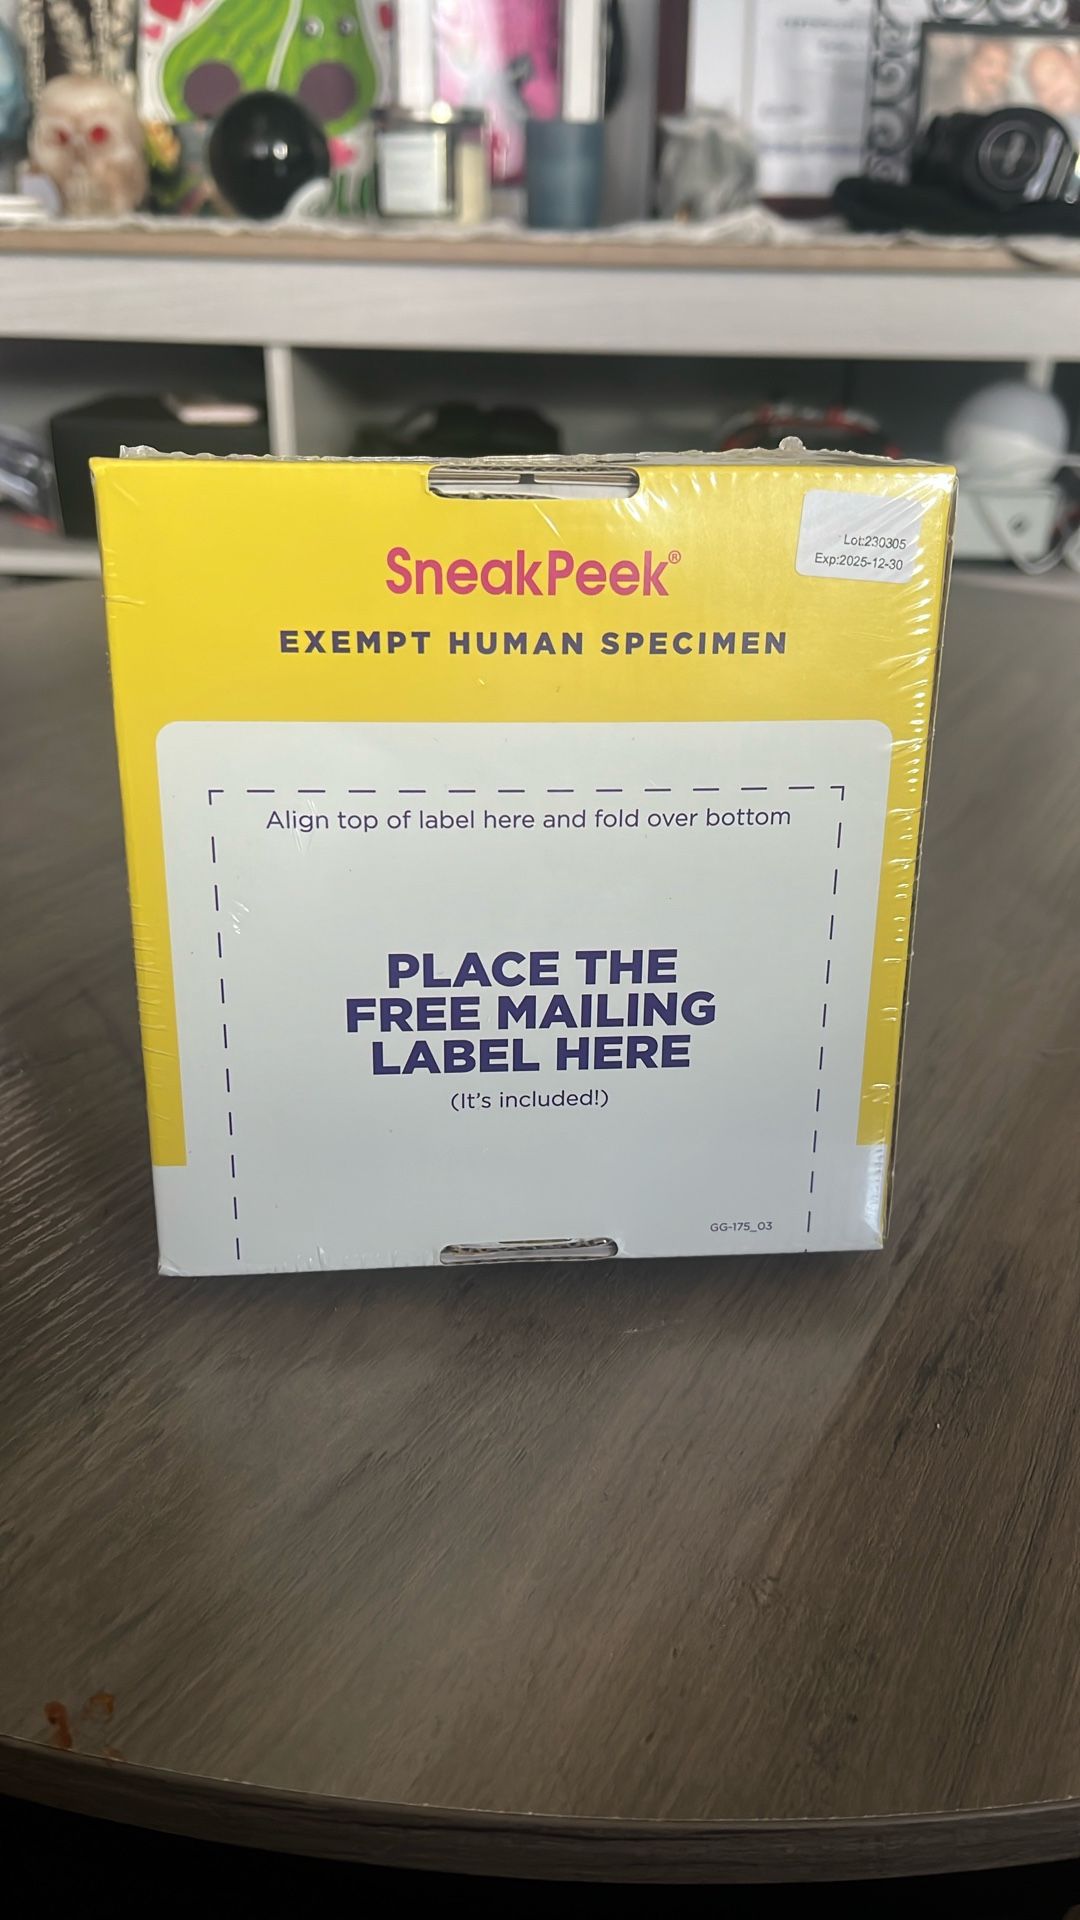 SneakPeek®
Lot:230305
Exp:2025-12-30
EXEMPT HUMAN SPECIMEN
Align top of label here and fold over bottom
PLACE THE
FREE MAILING
LABEL HERE
(It's included!)
GG-175_03